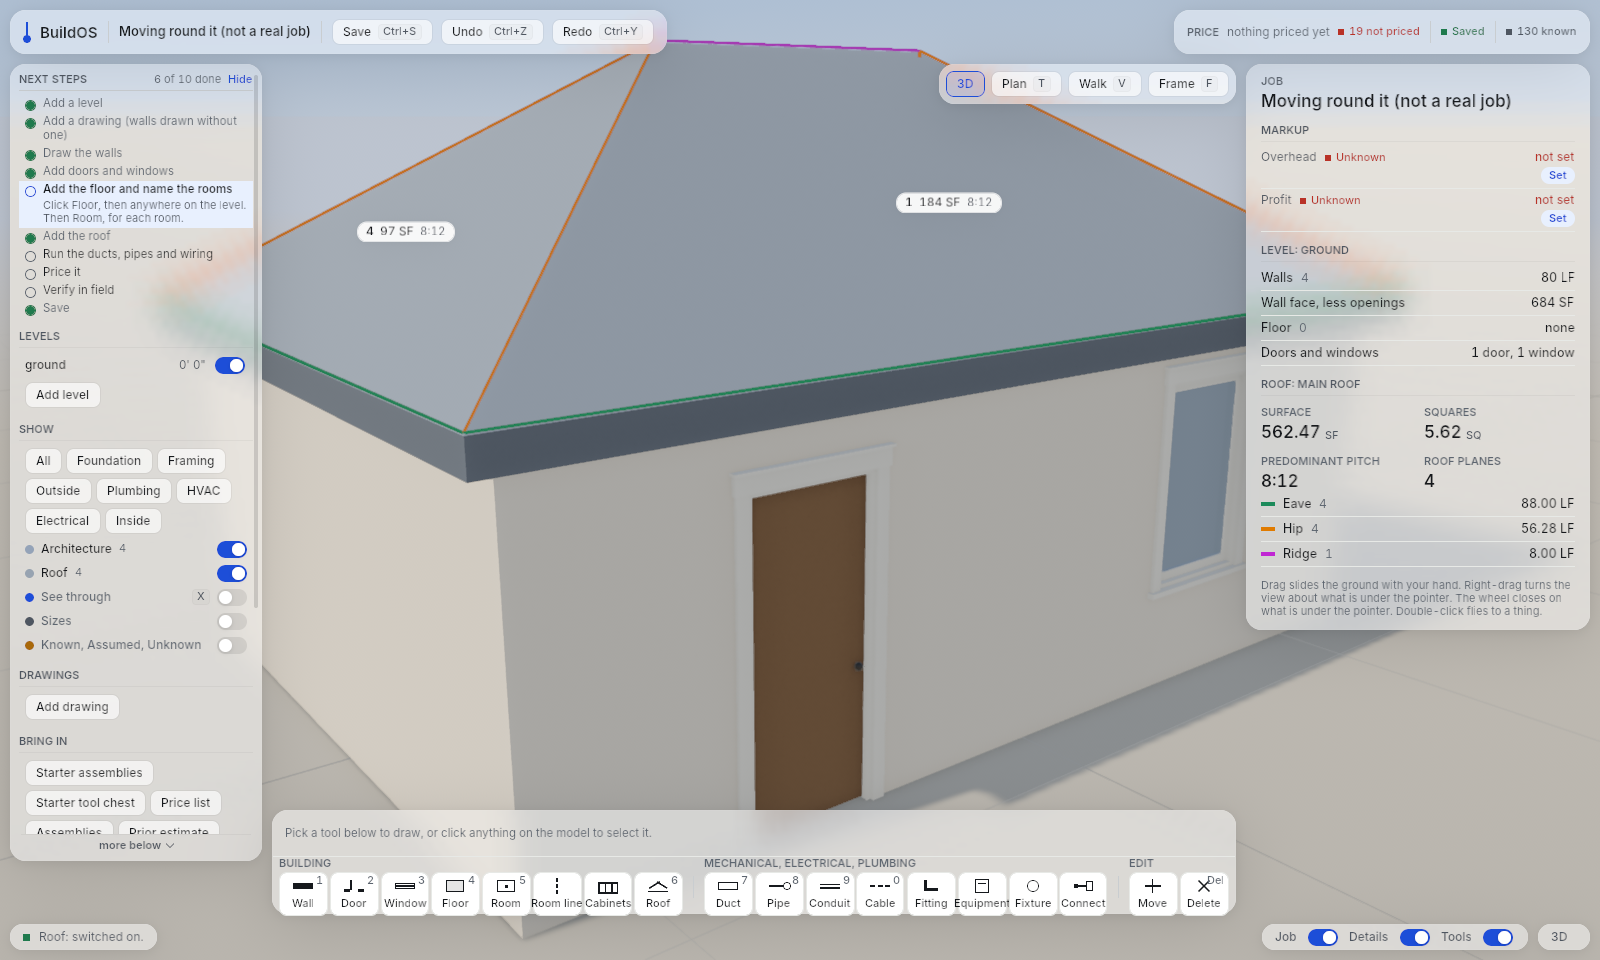 BuildOS
Moving round it (not a real job)
Save Ctrl+S
Undo Ctrl+Z
Redo Ctrl+Y
PRICE nothing priced yet 19 not priced Saved 130 known
NEXT STEPS 6 of 10 done Hide
Add a level
Add a drawing (walls drawn without
one)
Draw the walls
Add doors and windows
Add the floor and name the rooms
Click Floor, then anywhere on the level.
Then Room, for each room.
Add the roof
Run the ducts, pipes and wiring
Price it
Verify in field
Save
LEVELS
ground 0' 0"
Add level
SHOW
All Foundation Framing
Outside Plumbing HVAC
Electrical Inside
Architecture 4
Roof 4
See through X
Sizes
Known, Assumed, Unknown
DRAWINGS
Add drawing
BRING IN
Starter assemblies
Starter tool chest Price list
Assemblies Prior estimate
more below
Roof: switched on.
3D Plan T Walk V Frame F
4 97 SF 8:12
1 184 SF 8:12
JOB
Moving round it (not a real job)
MARKUP
Overhead Unknown not set
Set
Profit Unknown not set
Set
LEVEL: GROUND
Walls 4 80 LF
Wall face, less openings 684 SF
Floor 0 none
Doors and windows 1 door, 1 window
ROOF: MAIN ROOF
SURFACE SQUARES
562.47 SF 5.62 SQ
PREDOMINANT PITCH ROOF PLANES
8:12 4
Eave 4 88.00 LF
Hip 4 56.28 LF
Ridge 1 8.00 LF
Drag slides the ground with your hand. Right-drag turns the
view about what is under the pointer. The wheel closes on
what is under the pointer. Double-click flies to a thing.
Pick a tool below to draw, or click anything on the model to select it.
BUILDING MECHANICAL, ELECTRICAL, PLUMBING EDIT
1 2 3 4 5 6 7 8 9 0 Del
Wall Door Window Floor Room Room line Cabinets Roof Duct Pipe Conduit Cable Fitting Equipment Fixture Connect Move Delete
Job Details Tools 3D